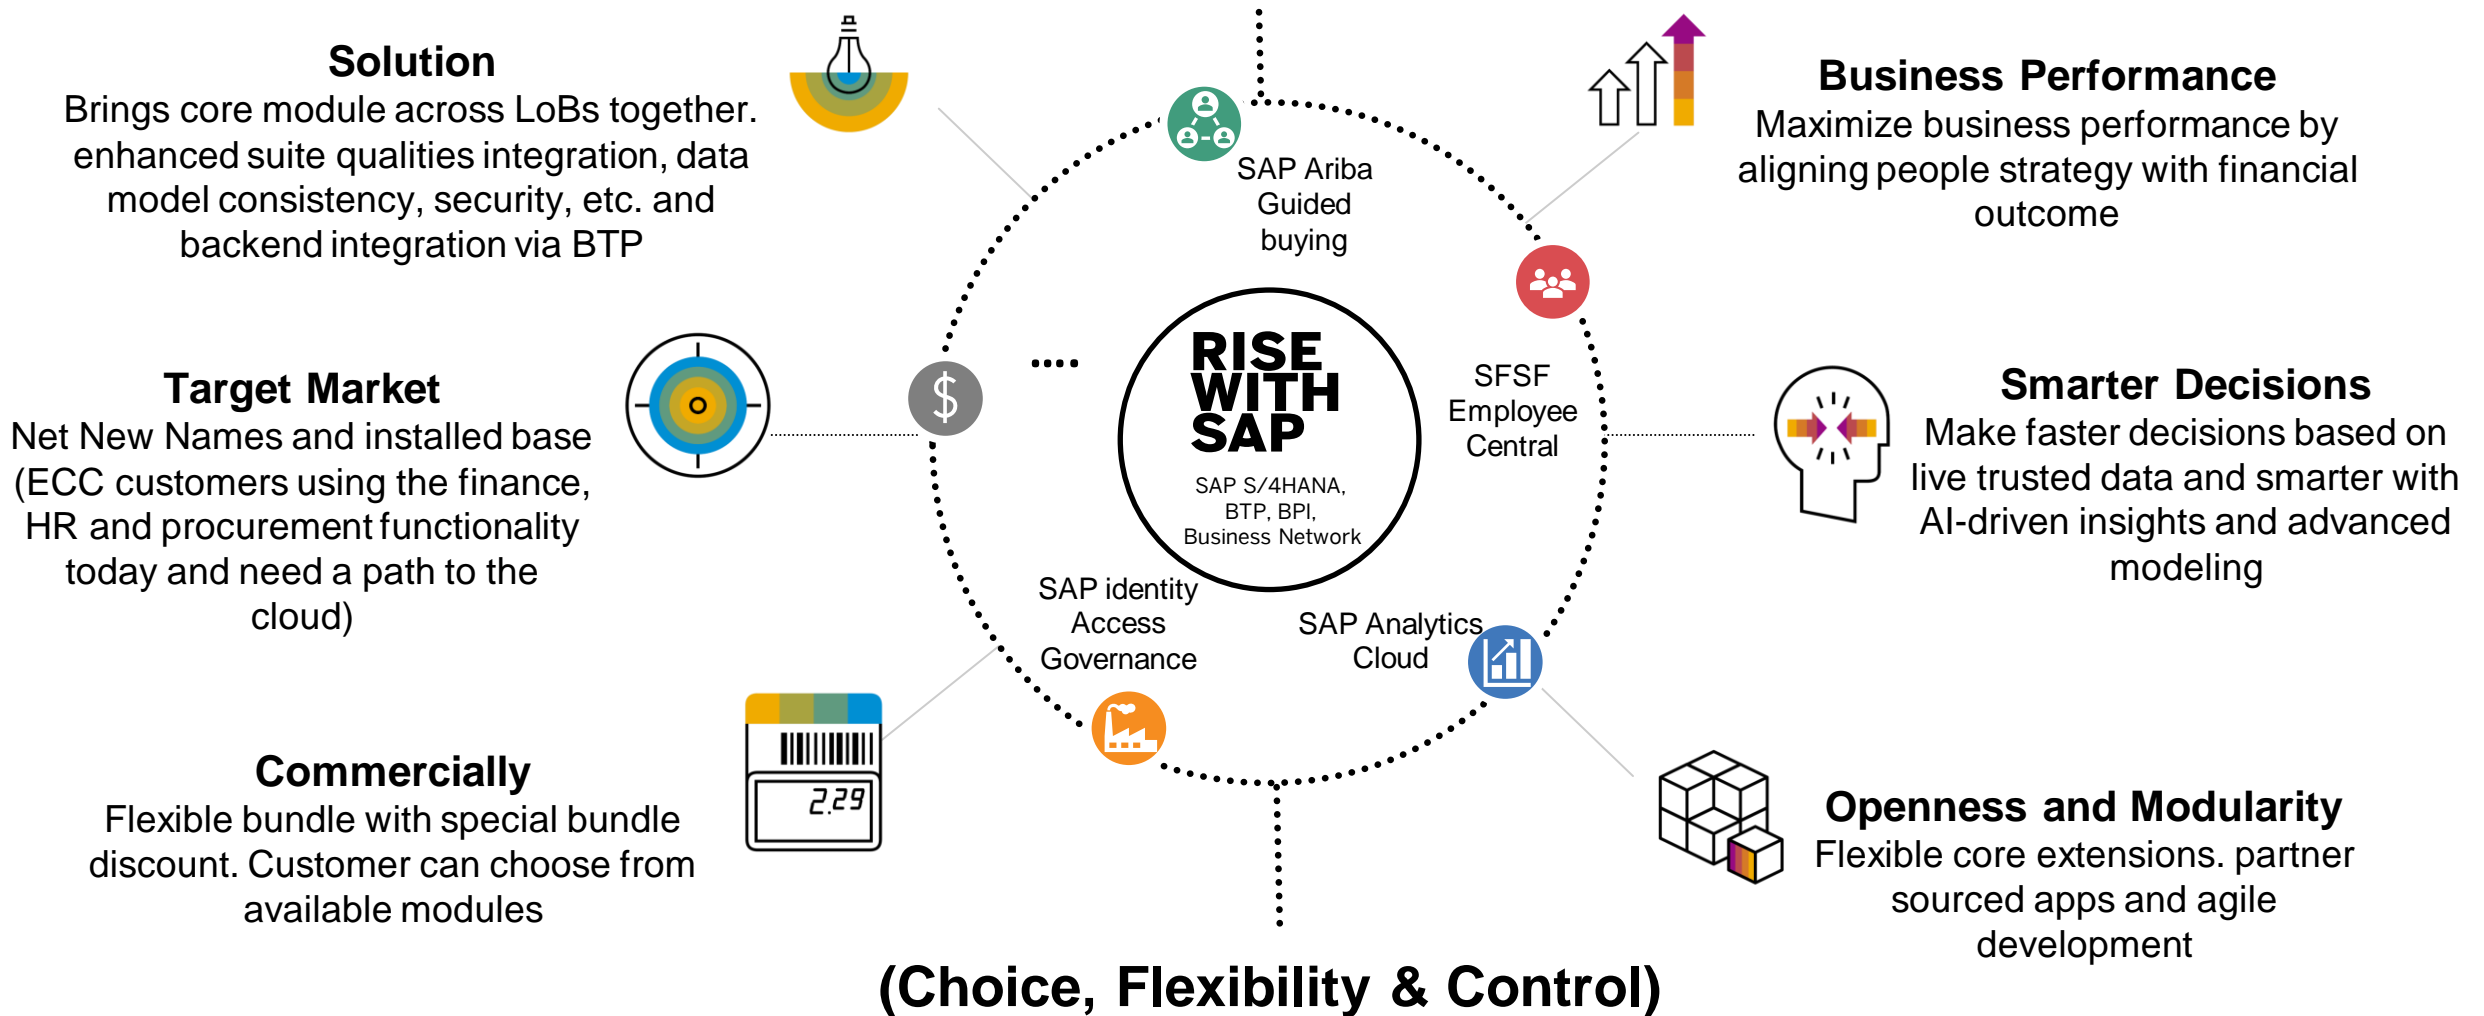 Solution
Brings core module across LoBs together.
enhanced suite qualities integration, data
model consistency, security, etc. and
backend integration via BTP
Target Market
Net New Names and installed base
(ECC customers using the finance,
HR and procurement functionality
today and need a path to the
cloud)
Commercially
Flexible bundle with special bundle
discount. Customer can choose from
available modules
2.29
SAP Ariba
Guided
buying
$
....
RISE
WITH
SAP
SAP S/4HANA,
BTP, BPI,
Business Network
SFSF
Employee
Central
SAP identity
Access
Governance
SAP Analytics
Cloud
Business Performance
Maximize business performance by
aligning people strategy with financial
outcome
Smarter Decisions
Make faster decisions based on
live trusted data and smarter with
AI-driven insights and advanced
modeling
Openness and Modularity
Flexible core extensions. partner
sourced apps and agile
development
(Choice, Flexibility & Control)